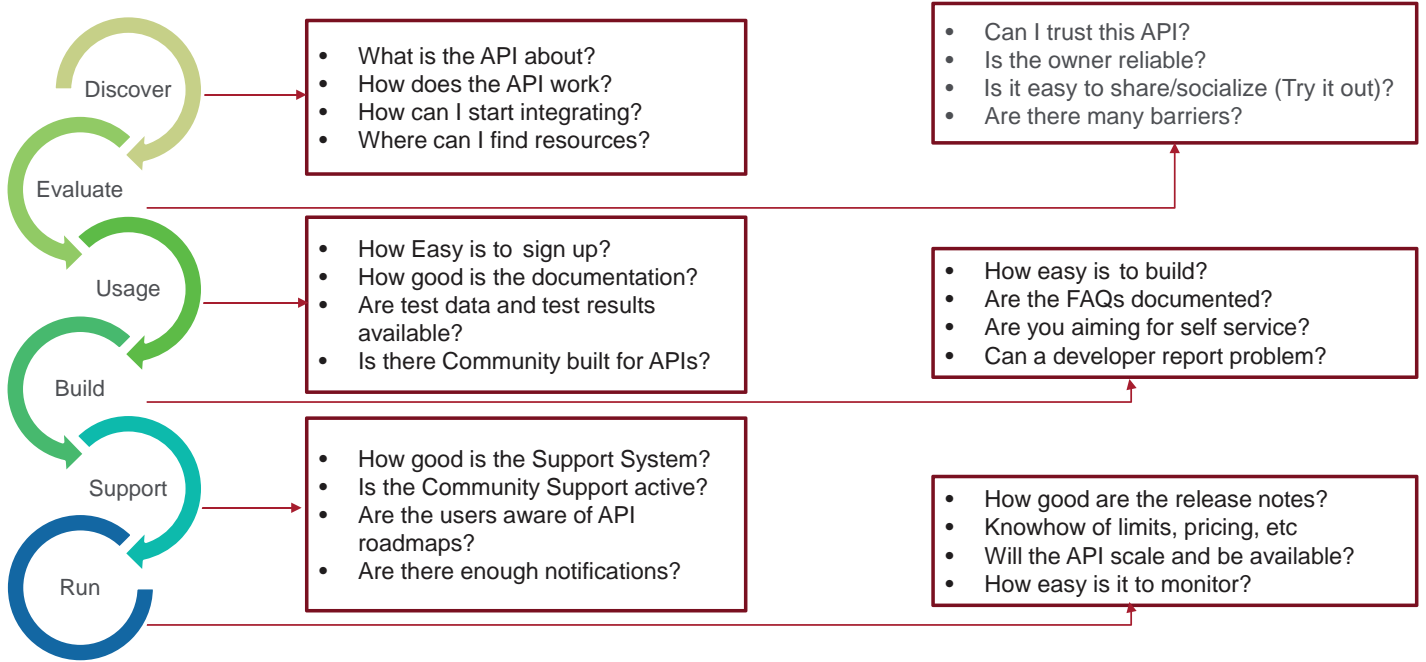 Discover
• What is the API about?
• How does the API work?
• How can I start integrating?
• Where can I find resources?
Evaluate
• Can I trust this API?
• Is the owner reliable?
• Is it easy to share/socialize (Try it out)?
• Are there many barriers?
Usage
• How Easy is to sign up?
• How good is the documentation?
• Are test data and test results
available?
• Is there Community built for APIs?
Build
• How easy is to build?
• Are the FAQs documented?
• Are you aiming for self service?
• Can a developer report problem?
Support
• How good is the Support System?
• Is the Community Support active?
• Are the users aware of API
roadmaps?
• Are there enough notifications?
Run
• How good are the release notes?
• Knowhow of limits, pricing, etc
• Will the API scale and be available?
• How easy is it to monitor?